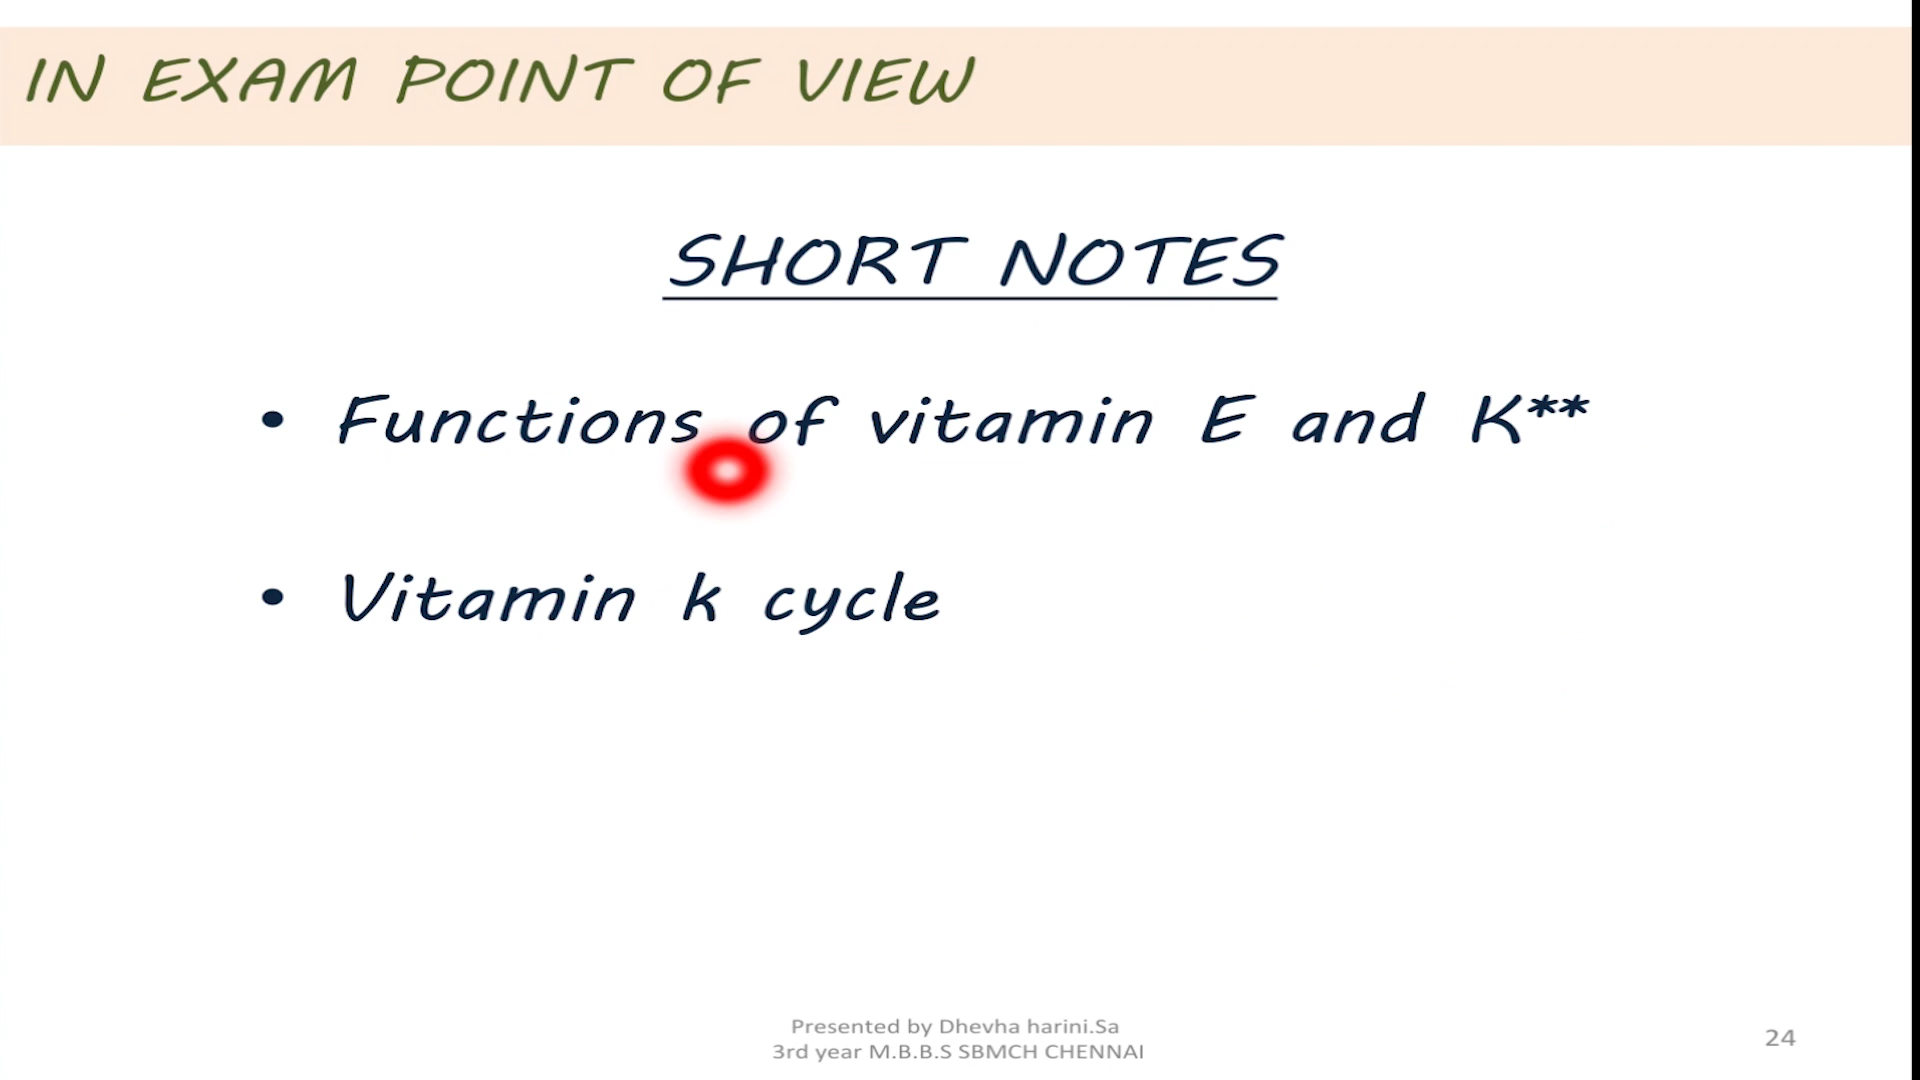 IN EXAM POINT OF VIEW
SHORT NOTES
• Functions of vitamin E and K**
• Vitamin k cycle
Presented by Dhevha harini.Sa
3rd year M.B.B.S SBMCH CHENNAI
24